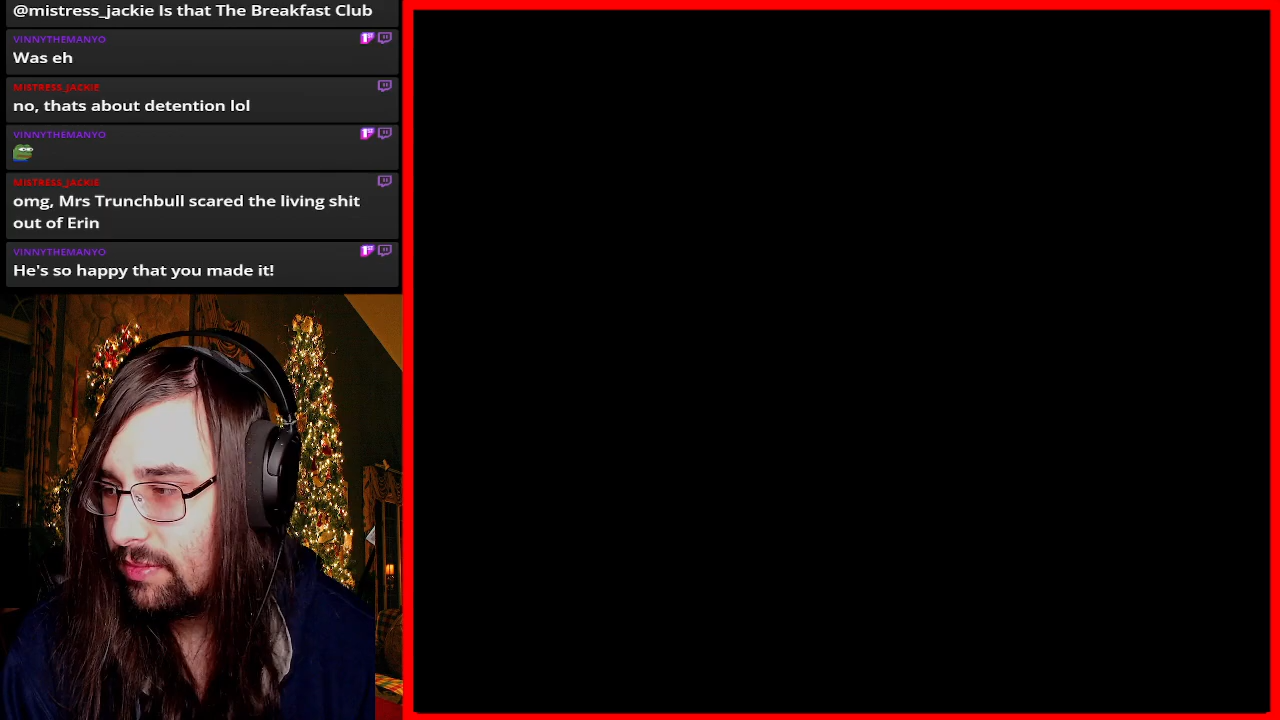 @mistress_jackie Is that The Breakfast Club
VINNYTHEMANYO
Was eh
MISTRESS_JACKIE
no, thats about detention lol
VINNYTHEMANYO
MISTRESS_JACKIE
omg, Mrs Trunchbull scared the living shit
out of Erin
VINNYTHEMANYO
He's so happy that you made it!